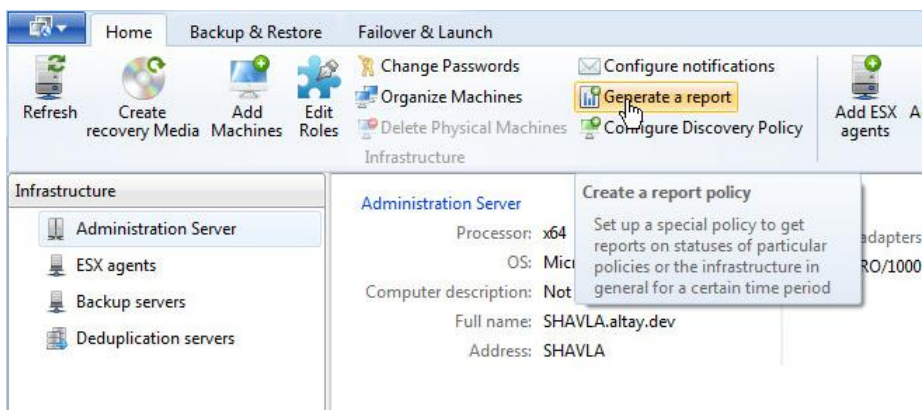 Home Backup & Restore Failover & Launch
Refresh
Create
recovery Media
Add
Machines
Edit
Roles
Change Passwords
Organize Machines
Delete Physical Machines
Configure notifications
Generate a report
Configure Discovery Policy
Infrastructure
Add ESX
agents
Infrastructure
Administration Server
ESX agents
Backup servers
Deduplication servers
Administration Server
Processor: x64
OS:
Computer description: Not
Full name: SHAVLA.altay.dev
Address: SHAVLA
Create a report policy
Set up a special policy to get
reports on statuses of particular
policies or the infrastructure in
general for a certain time period
adapters
RO/1000